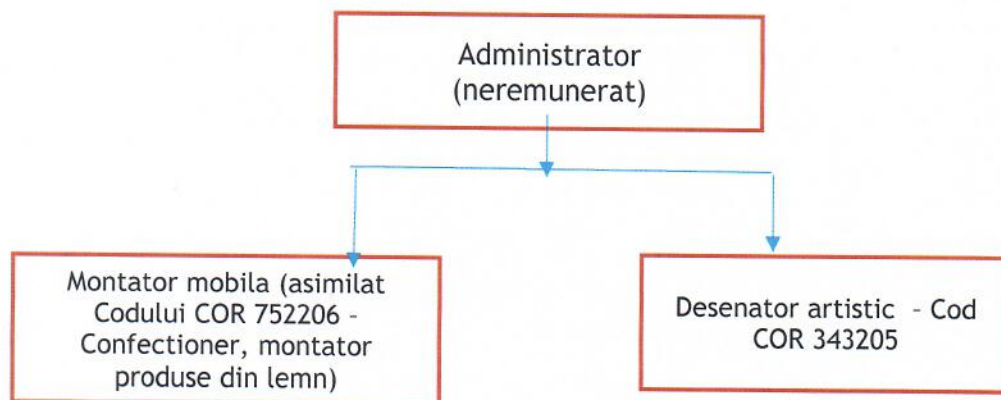 Administrator
(neremunerat)
Montator mobila (asimilat
Codului COR 752206 -
Confectioner, montator
produse din lemn)
Desenator artistic - Cod
COR 343205